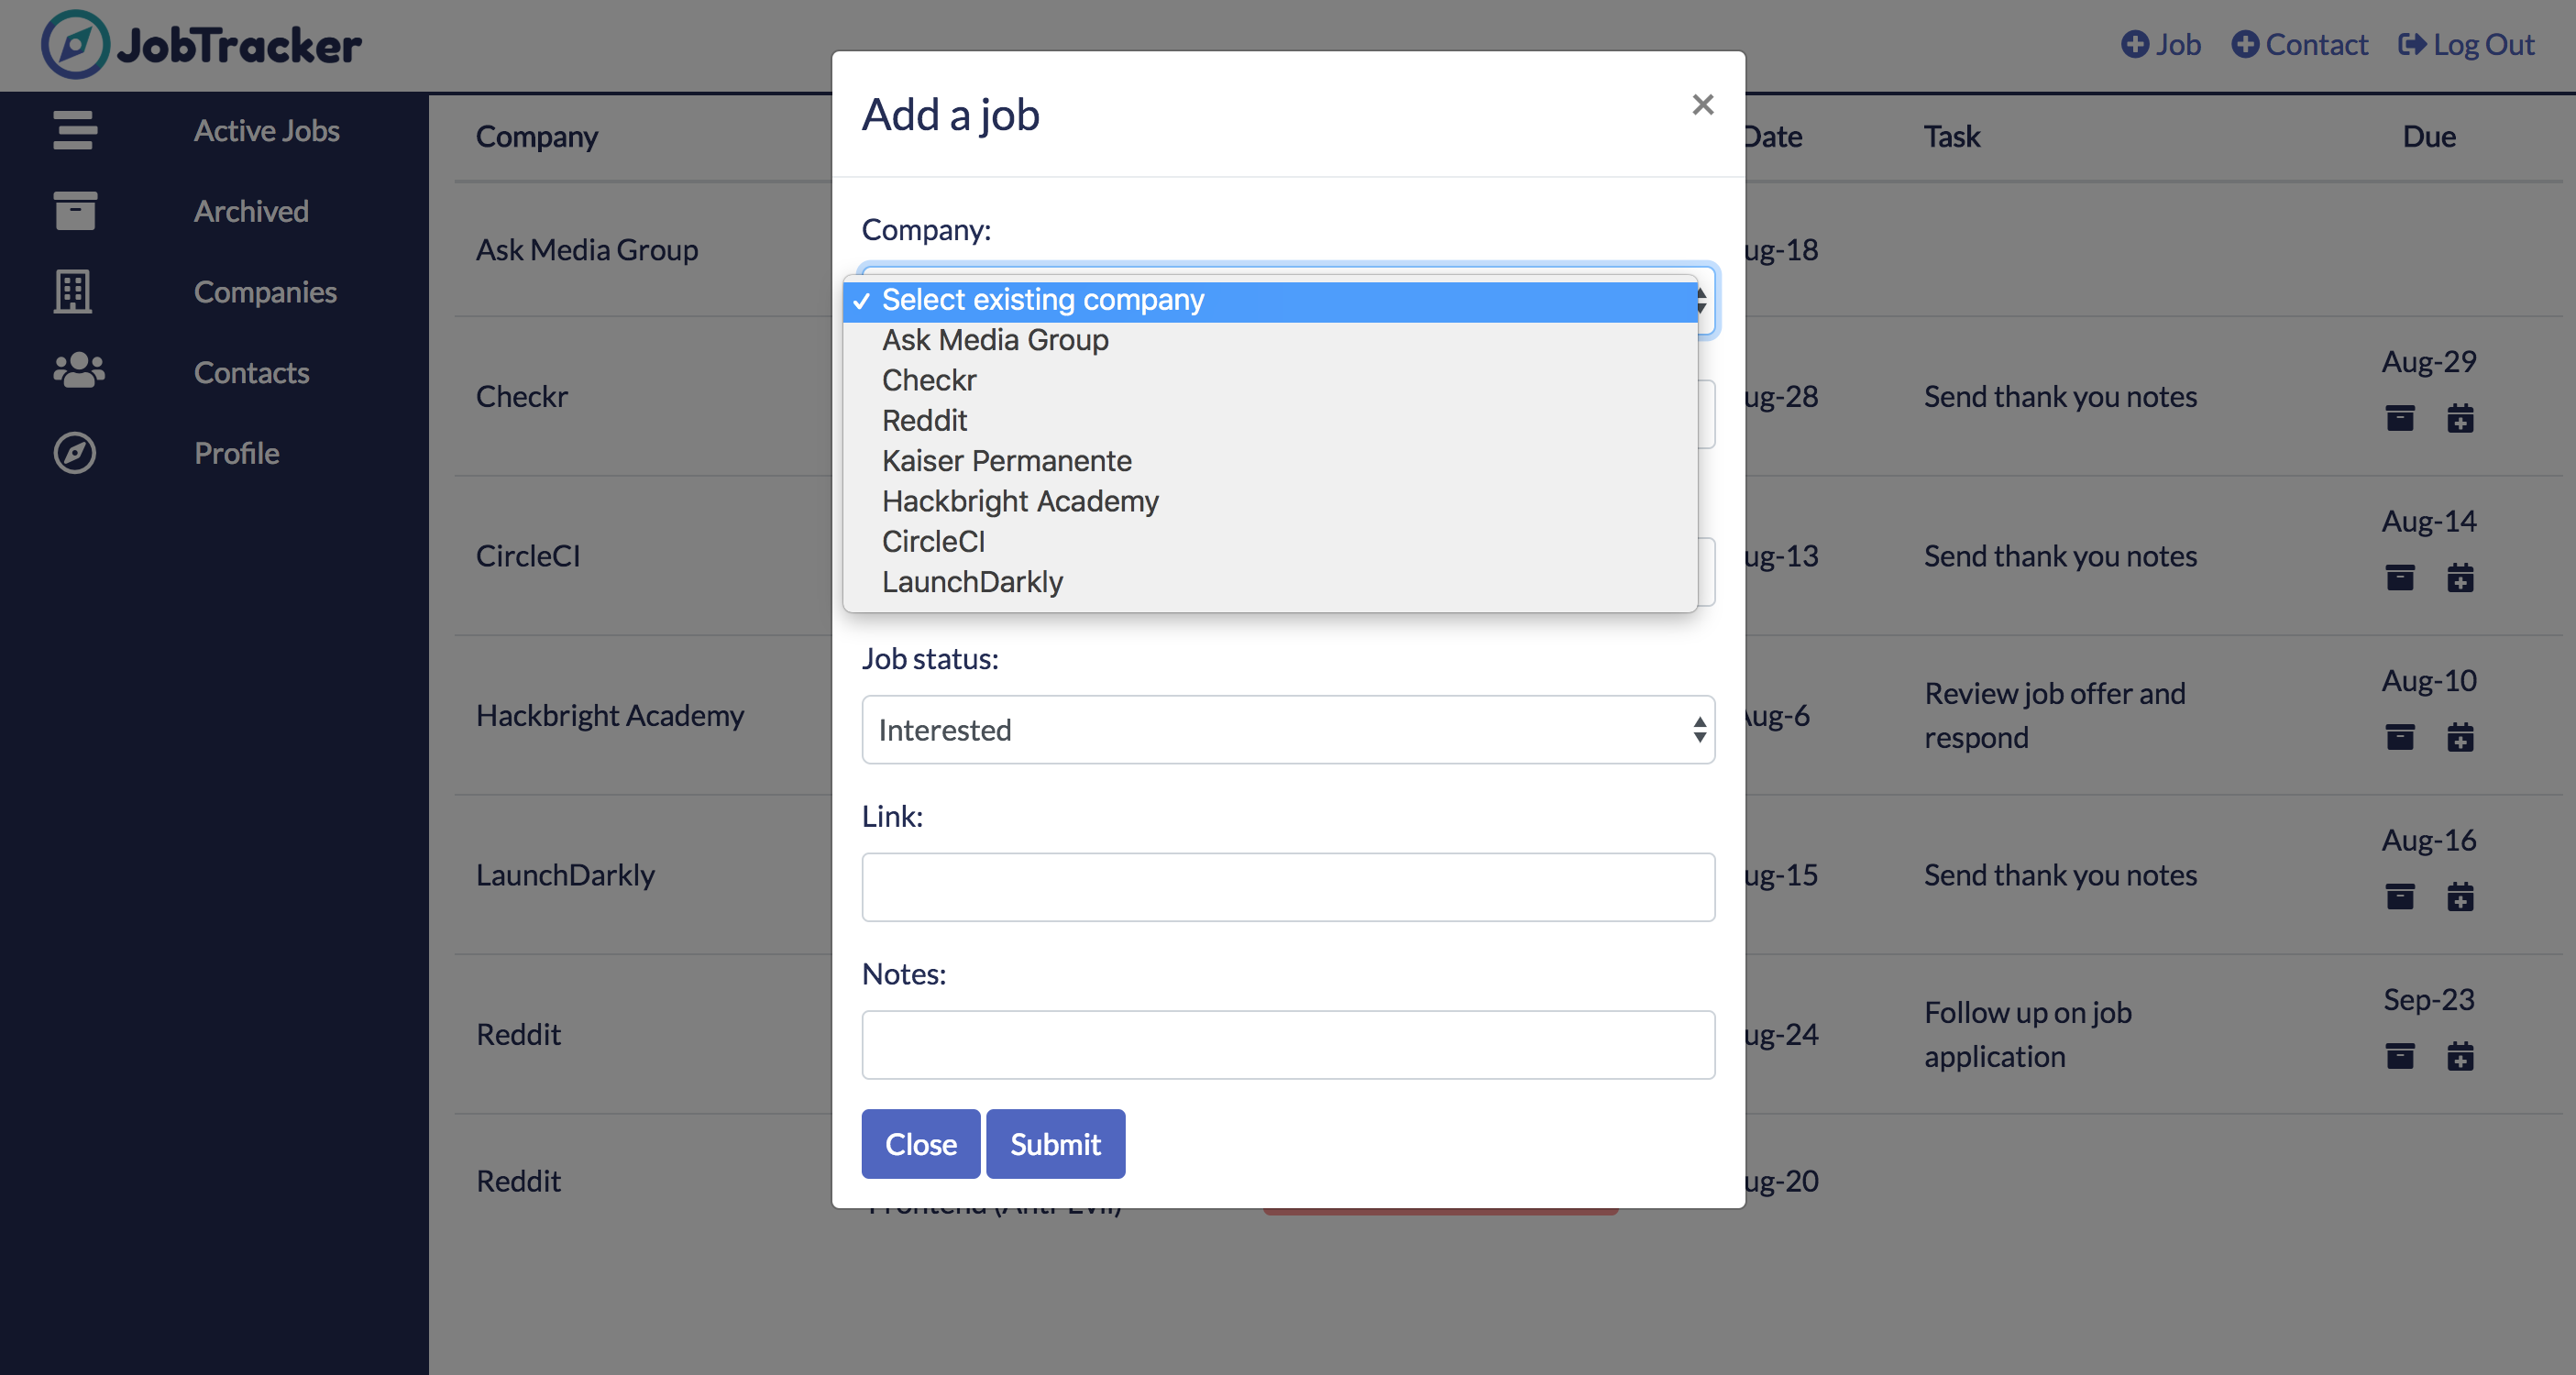 JobTracker
Job
Contact
Log Out
Active Jobs
Archived
Companies
Contacts
Profile
Company
Date
Task
Due
Ask Media Group
ug-18
Checkr
ug-28
Send thank you notes
Aug-29
CircleCI
ug-13
Send thank you notes
Aug-14
Hackbright Academy
Aug-6
Review job offer and
respond
Aug-10
LaunchDarkly
ug-15
Send thank you notes
Aug-16
Reddit
ug-24
Follow up on job
application
Sep-23
Reddit
Frontend (Anti-Evil)
ug-20
Add a job
×
Company:
✓ Select existing company
Ask Media Group
Checkr
Reddit
Kaiser Permanente
Hackbright Academy
CircleCI
LaunchDarkly
Job status:
Interested
Link:
Notes:
Close
Submit